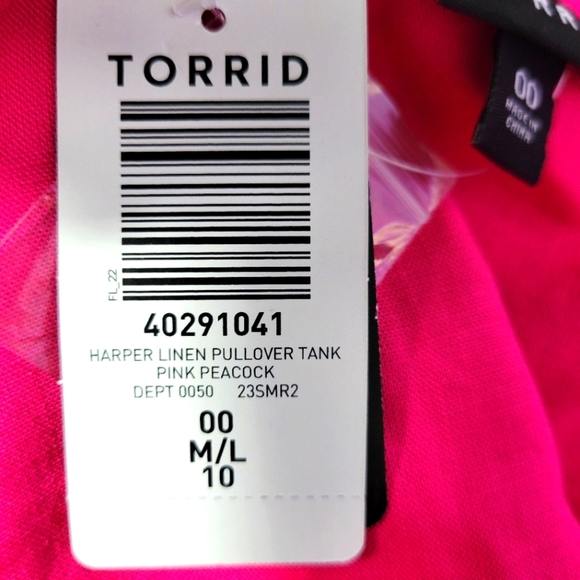 TORRID
FL_22
40291041
HARPER LINEN PULLOVER TANK
PINK PEACOCK
DEPT 0050 23SMR2
00
M/L
10
00
MADE IN
CHINA